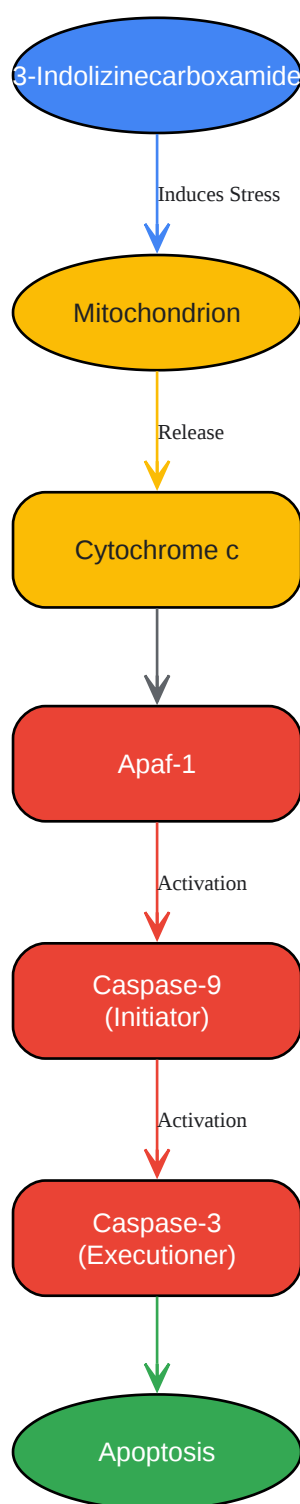 3-Indolizinecarboxamide
Induces Stress
Mitochondrion
Release
Cytochrome c
Apaf-1
Activation
Caspase-9
(Initiator)
Activation
Caspase-3
(Executioner)
Apoptosis